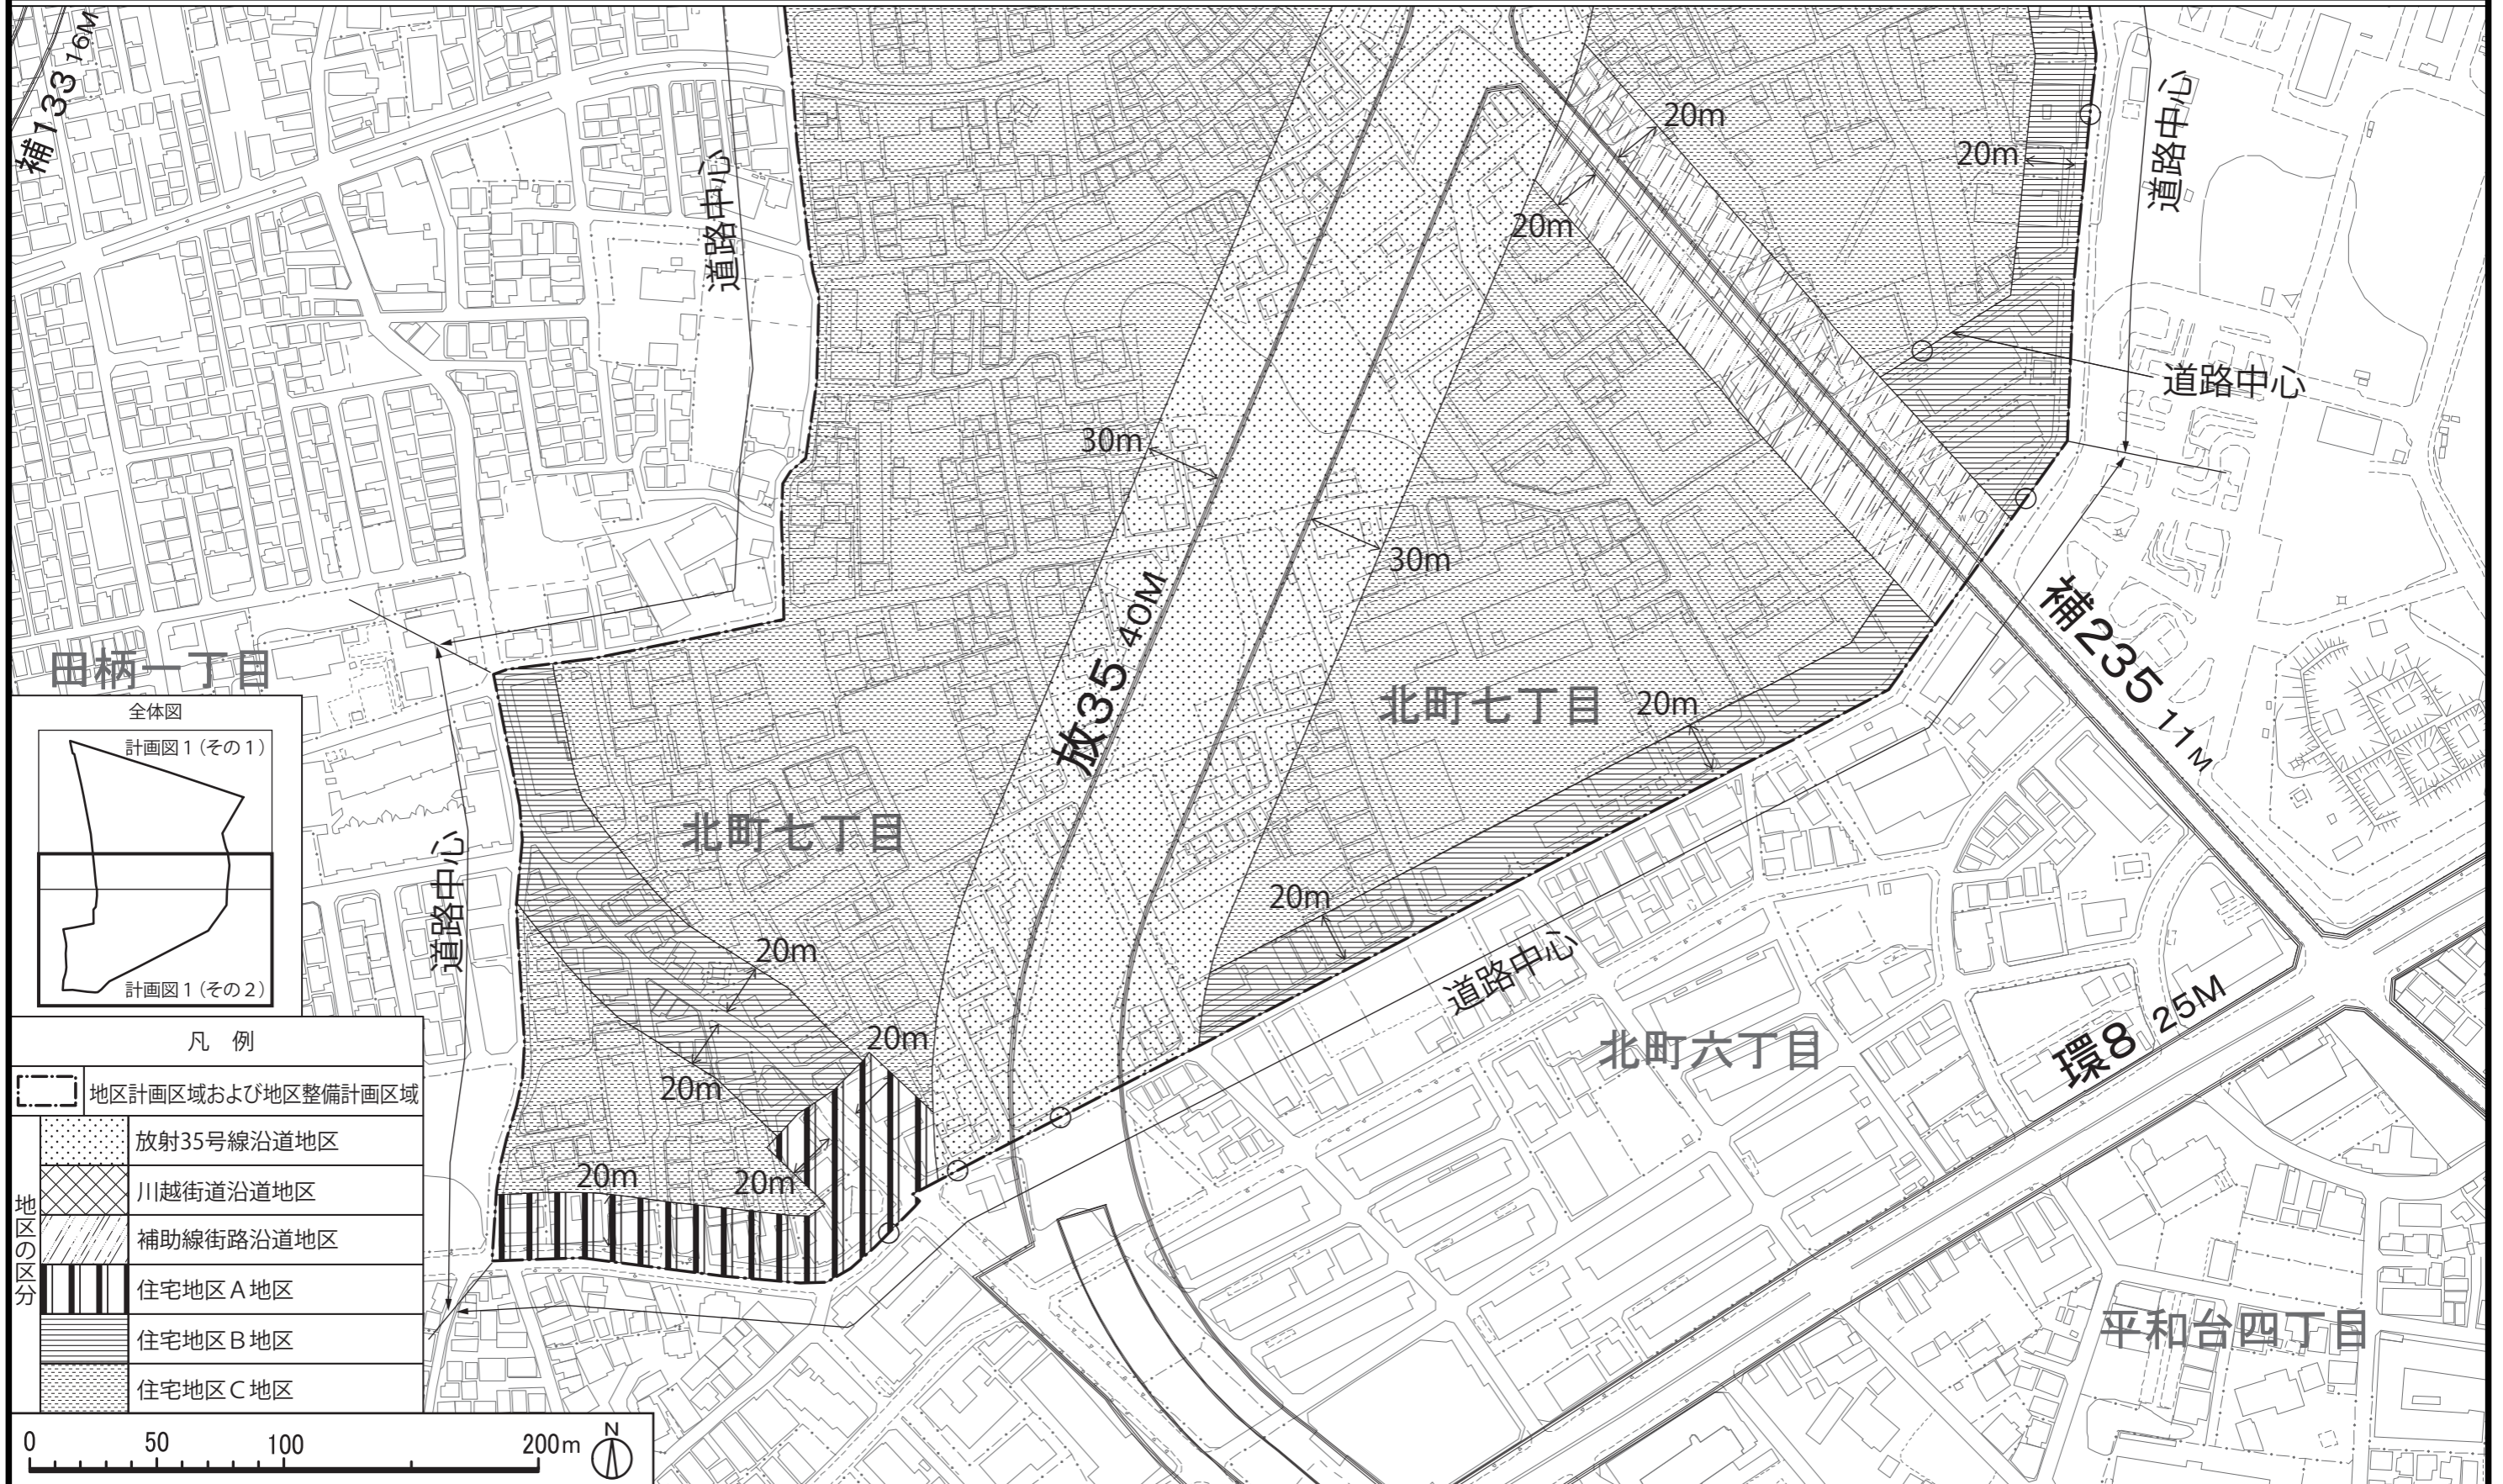 補133 16M
道路中心
20m
20m
20m
道路中心
道路中心
30m
30m
放35 40M
補235 11M
田柄一丁目
北町七丁目
20m
北町七丁目
道路中心
20m
20m
道路中心
20m
20m
20m
20m
北町六丁目
環8 25M
平和台四丁目
全体図
計画図1(その1)
計画図1(その2)
凡 例
地区計画区域および地区整備計画区域
地区の区分
放射35号線沿道地区
川越街道沿道地区
補助線街路沿道地区
住宅地区A地区
住宅地区B地区
住宅地区C地区
0 50 100 200m
N